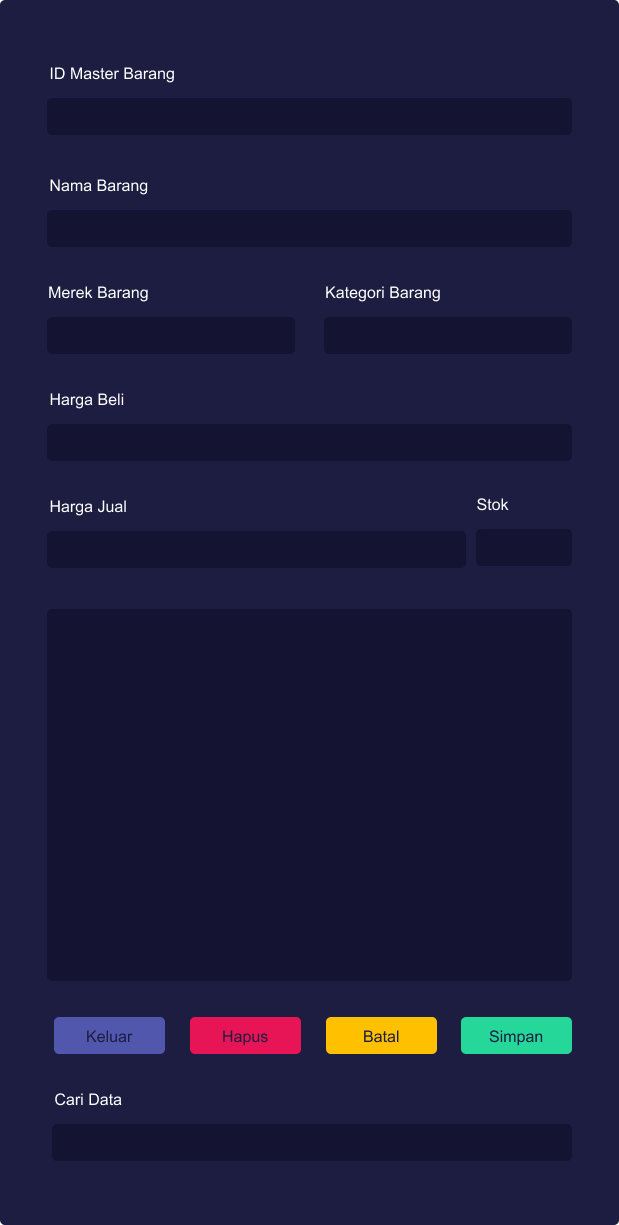 ID Master Barang
Nama Barang
Merek Barang
Kategori Barang
Harga Beli
Harga Jual
Stok
Keluar
Hapus
Batal
Simpan
Cari Data